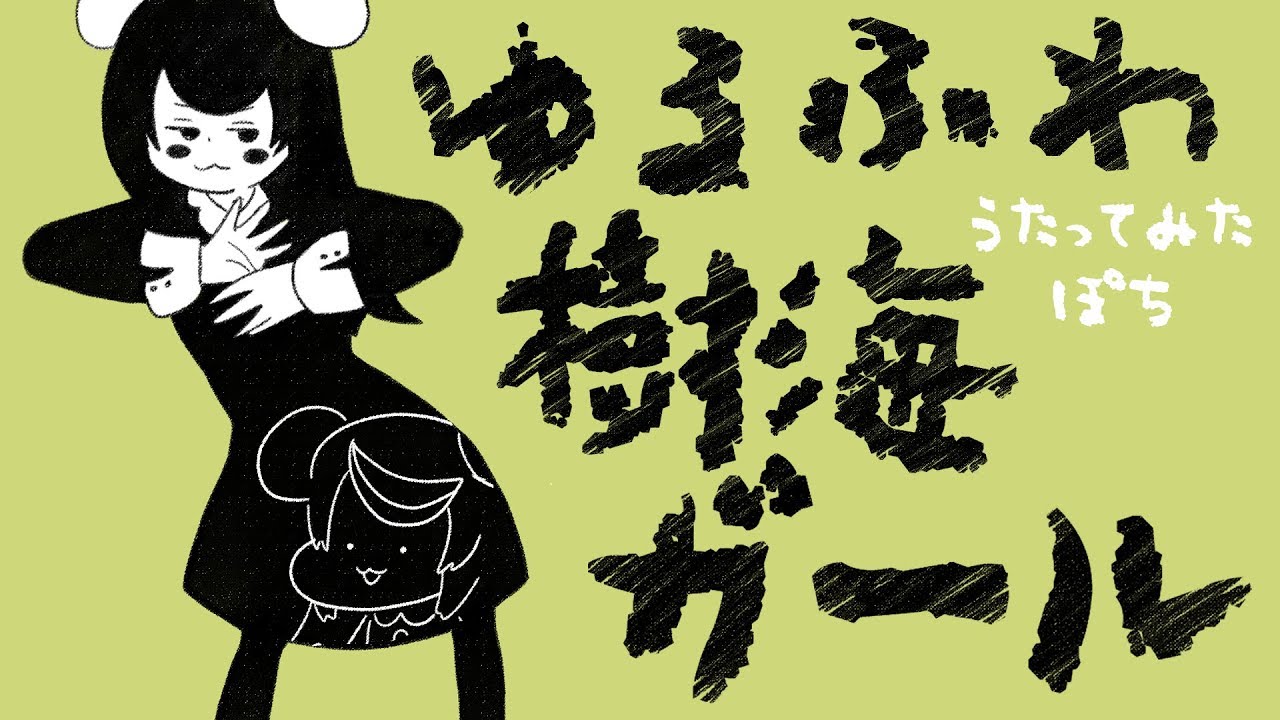 ゆるふわ
樹海
ガール
うたってみた
ぽち